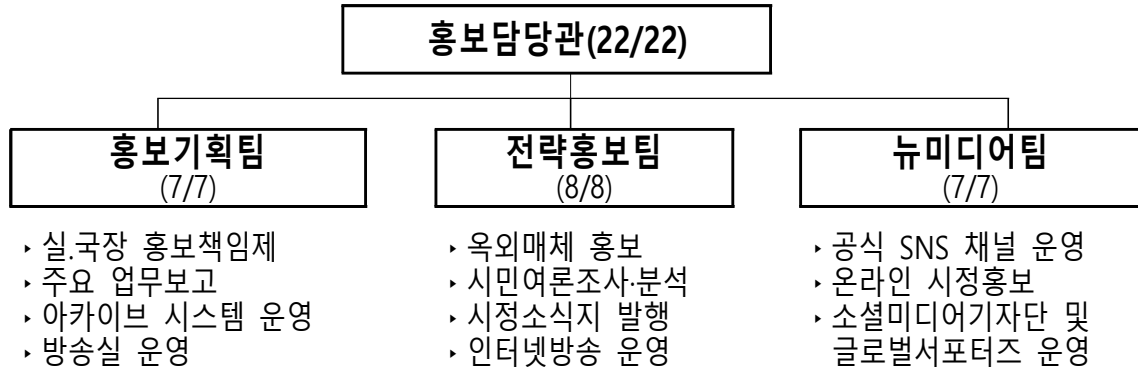 홍보담당관(22/22)
홍보기획팀
(7/7)
‣ 실.국장 홍보책임제
‣ 주요 업무보고
‣ 아카이브 시스템 운영
‣ 방송실 운영
전략홍보팀
(8/8)
‣ 옥외매체 홍보
‣ 시민여론조사·분석
‣ 시정소식지 발행
‣ 인터넷방송 운영
뉴미디어팀
(7/7)
‣ 공식 SNS 채널 운영
‣ 온라인 시정홍보
‣ 소셜미디어기자단 및
글로벌서포터즈 운영